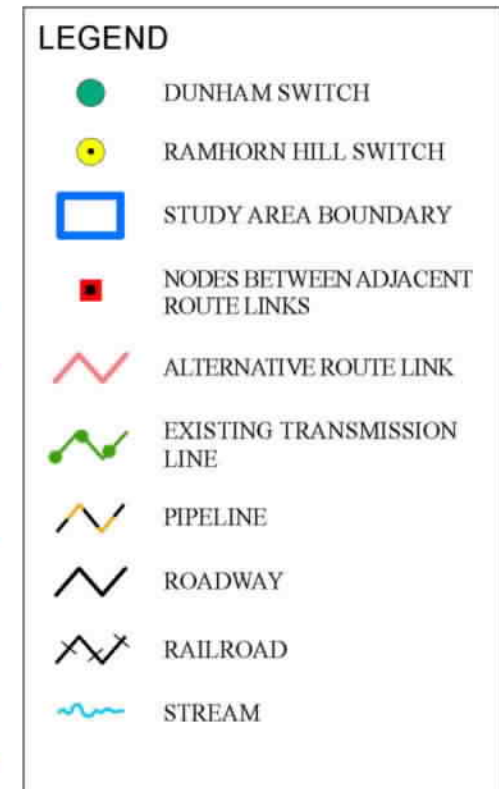 LEGEND
DUNHAM SWITCH
RAMHORN HILL SWITCH
STUDY AREA BOUNDARY
NODES BETWEEN ADJACENT
ROUTE LINKS
ALTERNATIVE ROUTE LINK
EXISTING TRANSMISSION
LINE
PIPELINE
ROADWAY
RAILROAD
STREAM